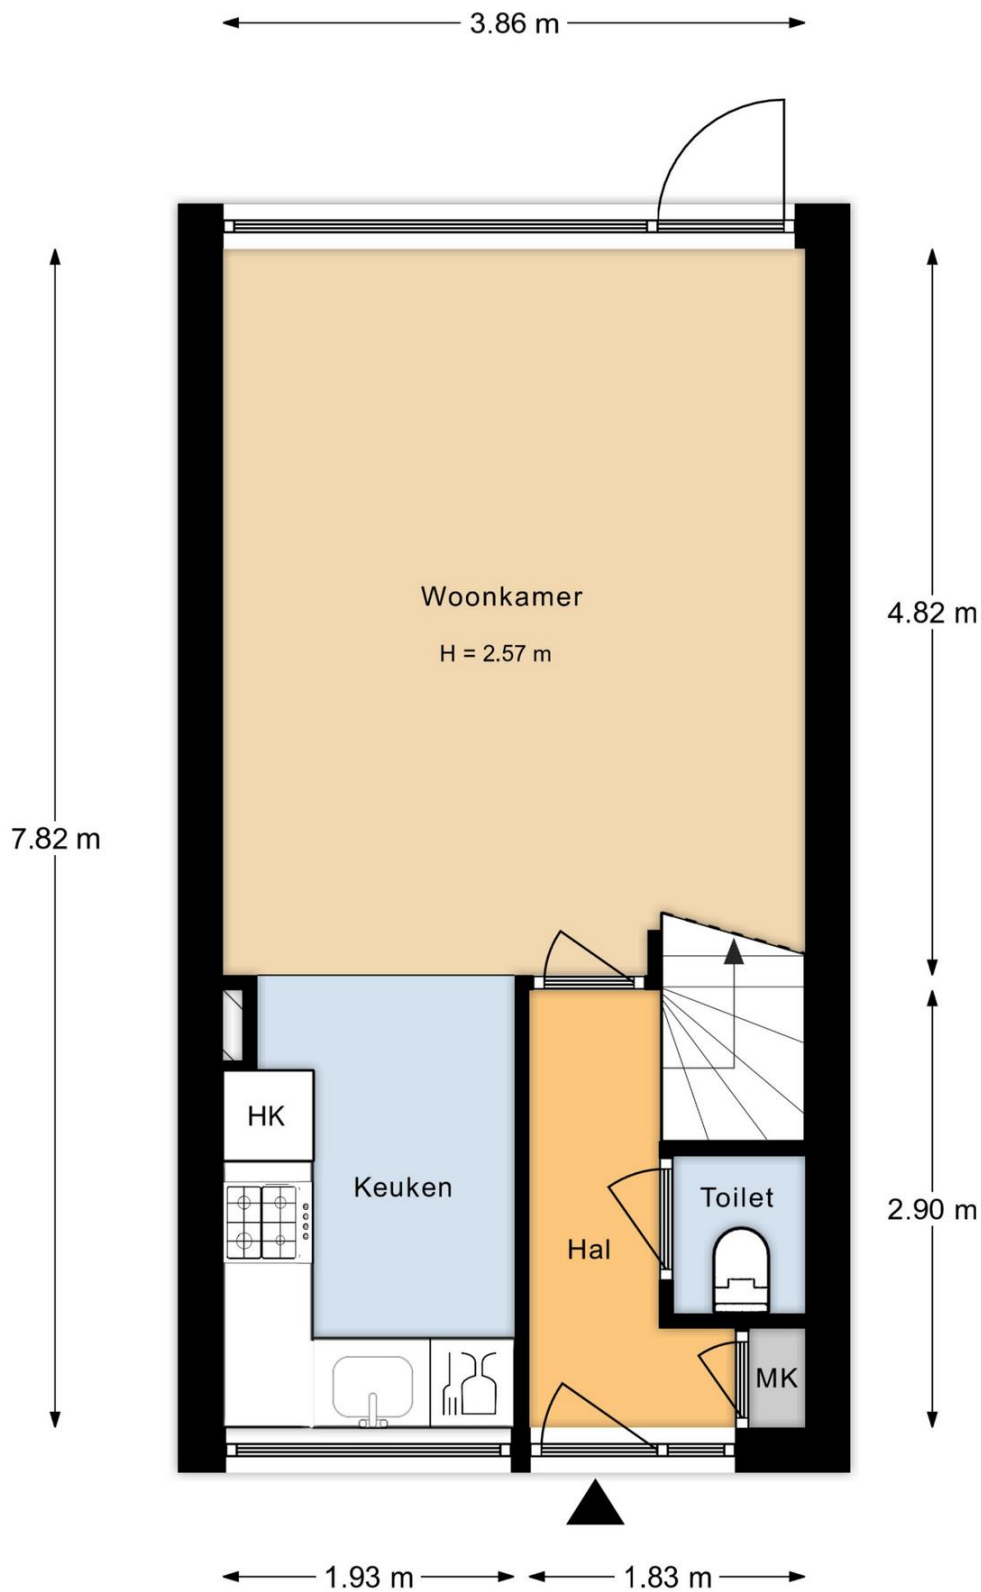 3.86 m
Woonkamer
H = 2.57 m
4.82 m
7.82 m
HK
Keuken
Toilet
2.90 m
Hal
MK
1.93 m
1.83 m